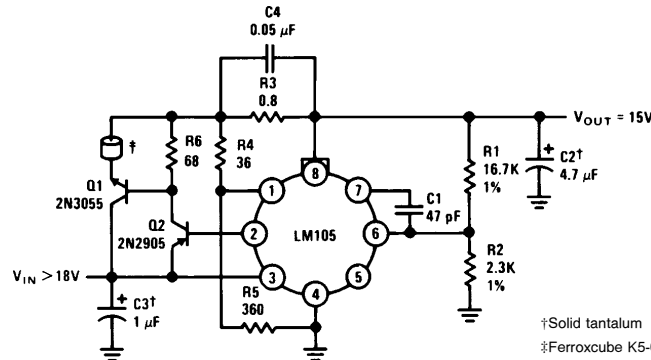 C4
0.05 μF
R3
0.8
VOUT = 15V
R6
68
R4
36
R1
16.7K
1%
C2†
4.7 μF
+
‡
Q1
2N3055
Q2
2N2905
1
2
3
4
5
6
7
8
LM105
C1
47 pF
R2
2.3K
1%
VIN >18V
+
C3†
1 μF
R5
360
†Solid tantalum
‡Ferroxcube K5-